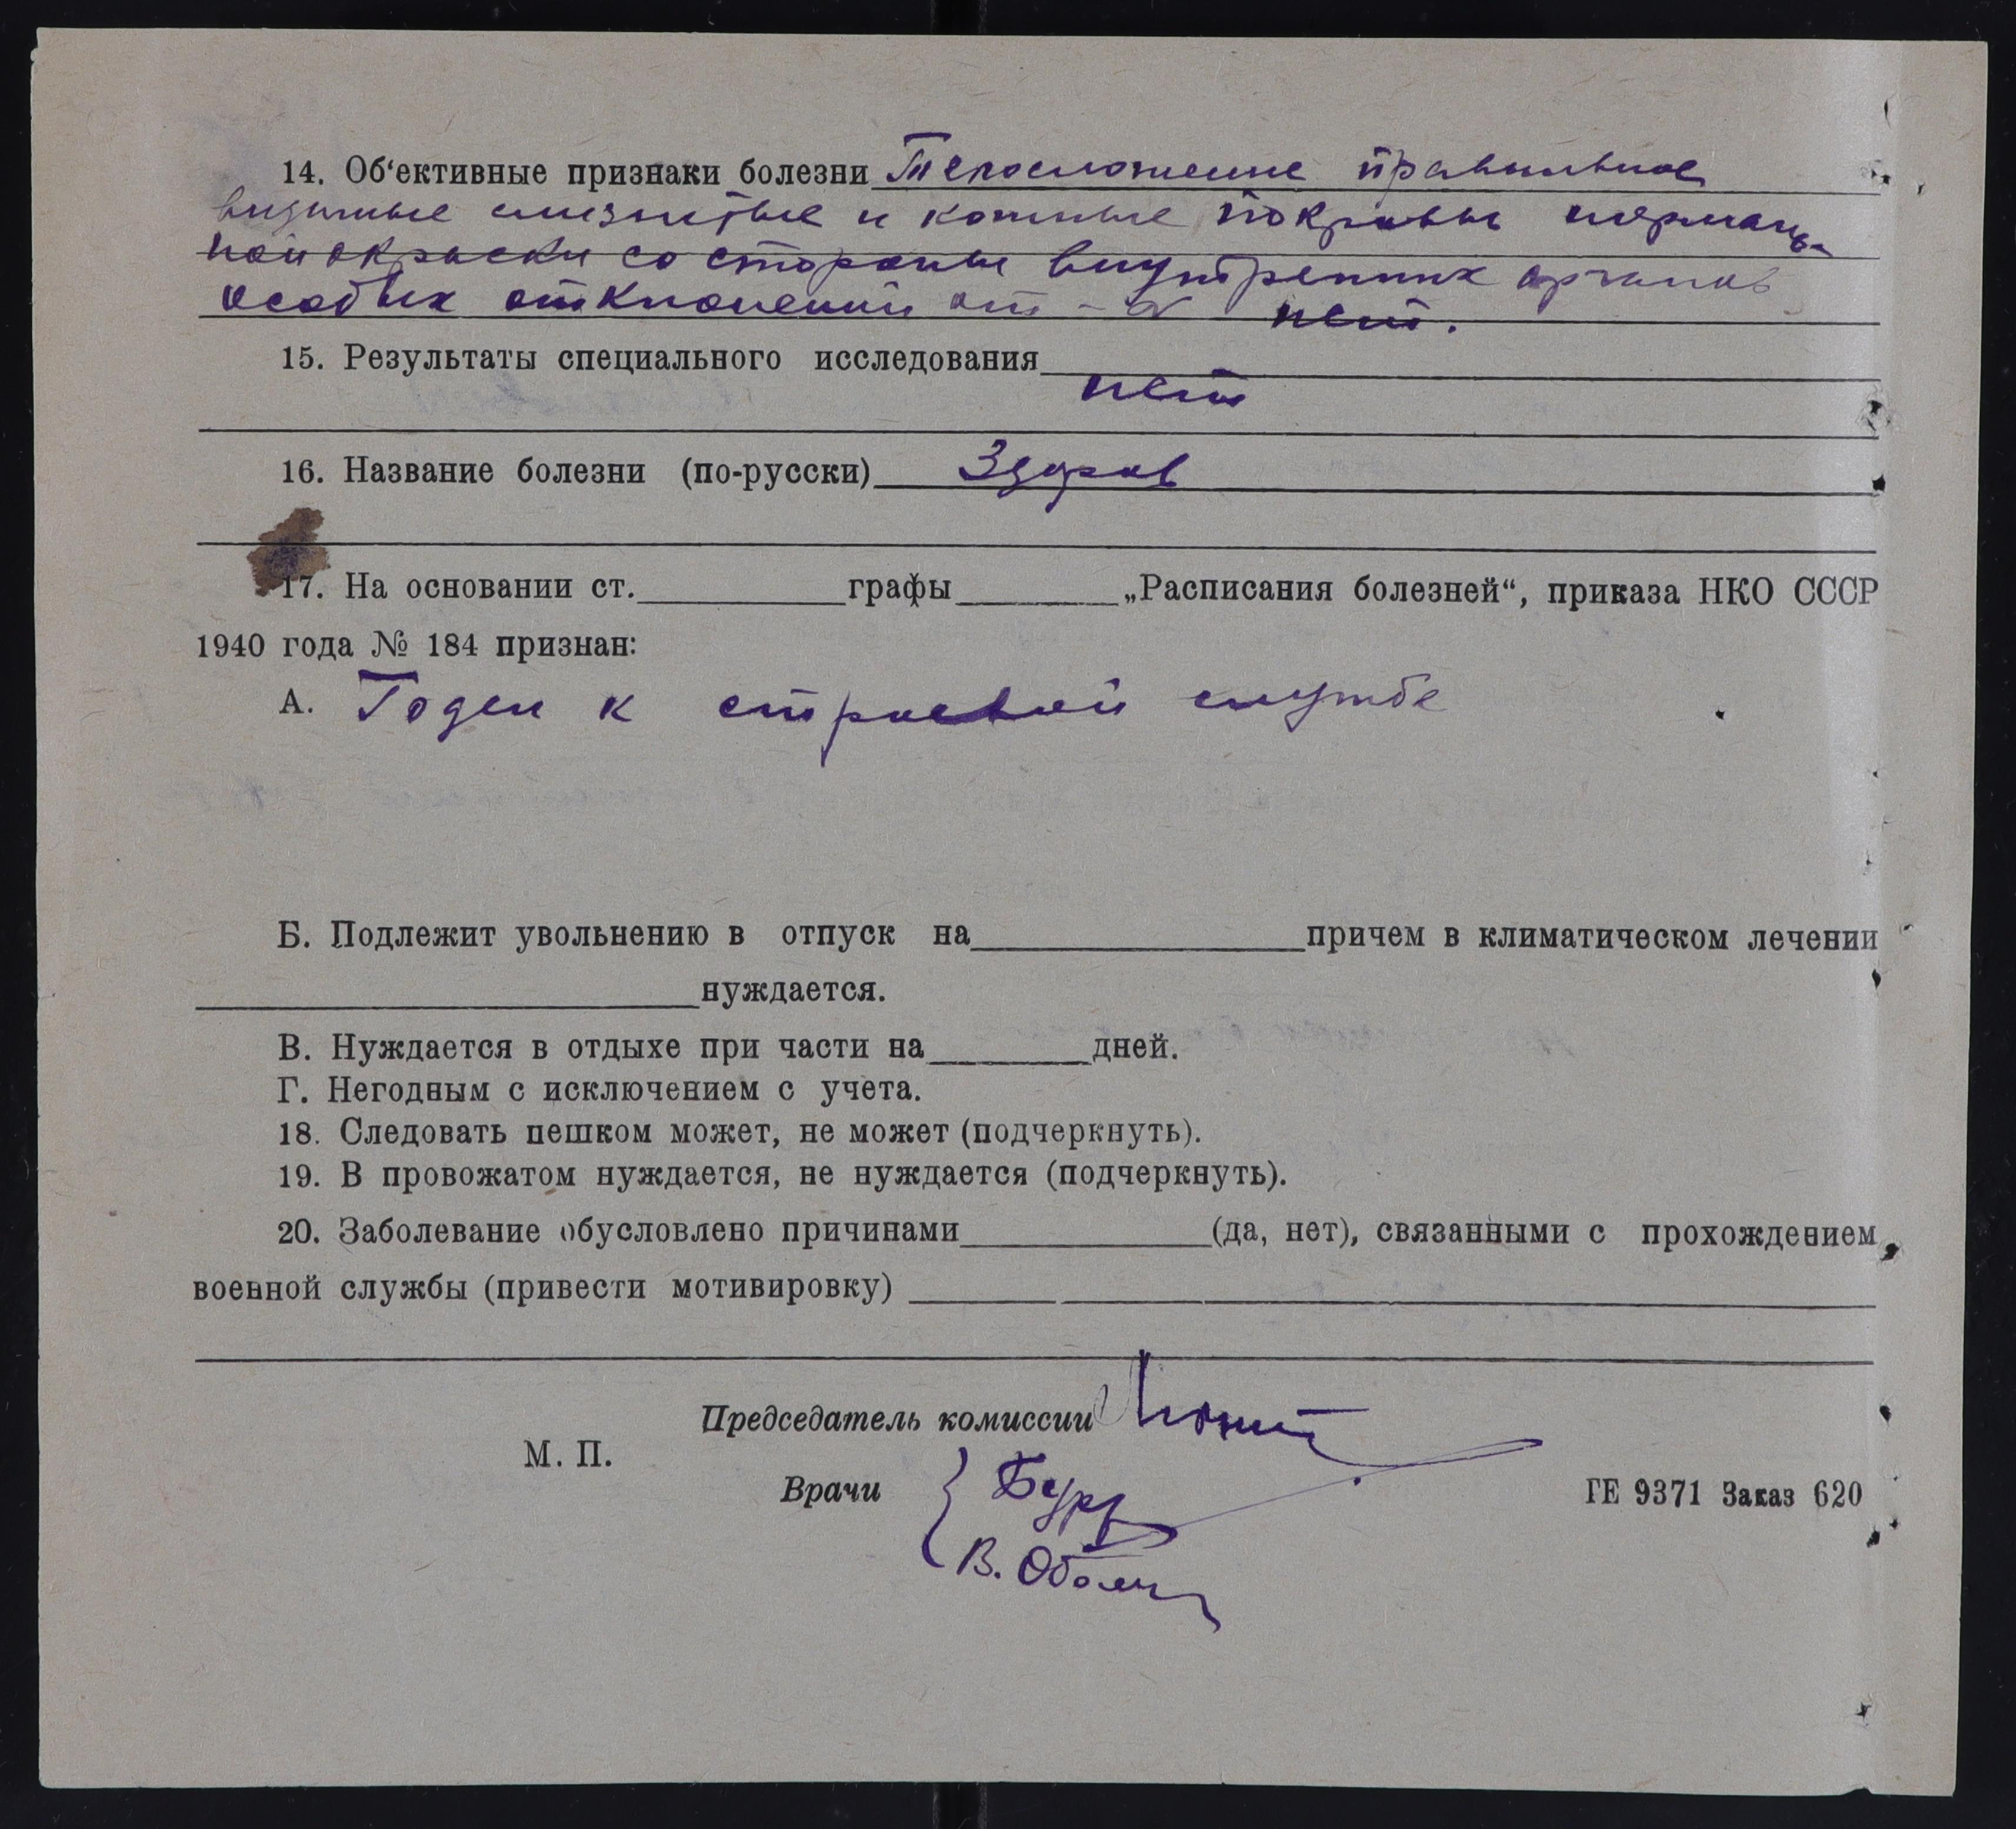 14. Об‘ективные признаки болезни Телосложение правильное
видимые слизистые и кожные покровы нормаль-
ной окраски со стороны внутренних органов
особых отклонений от - N нет.
15. Результаты специального исследования
нет
16. Название болезни (по-русски) Здоров
17. На основании ст. графы „Расписания болезней“, приказа НКО СССР
1940 года № 184 признан:
А. Годен к строевой службе
Б. Подлежит увольнению в отпуск на причем в климатическом лечении
нуждается.
В. Нуждается в отдыхе при части на дней.
Г. Негодным с исключением с учета.
18. Следовать пешком может, не может (подчеркнуть).
19. В провожатом нуждается, не нуждается (подчеркнуть).
20. Заболевание обусловлено причинами (да, нет), связанными с прохождением
военной службы (привести мотивировку)
Председатель комиссии
М. П.
Врачи
В.
ГЕ 9371 Заказ 620